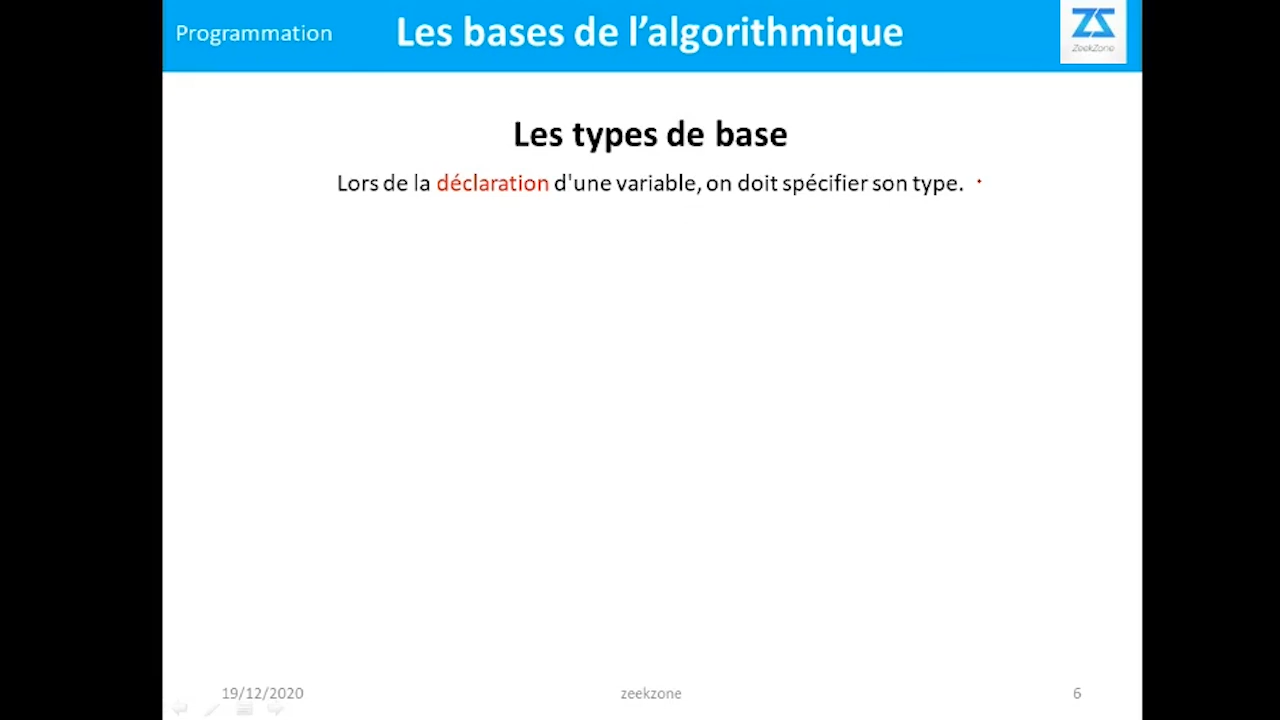 Programmation
Les bases de l’algorithmique
ZeekZone
Les types de base
Lors de la déclaration d'une variable, on doit spécifier son type.
19/12/2020
zeekzone
6